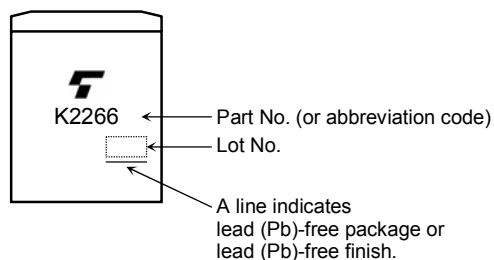 K2266
Part No. (or abbreviation code)
Lot No.
A line indicates
lead (Pb)-free package or
lead (Pb)-free finish.